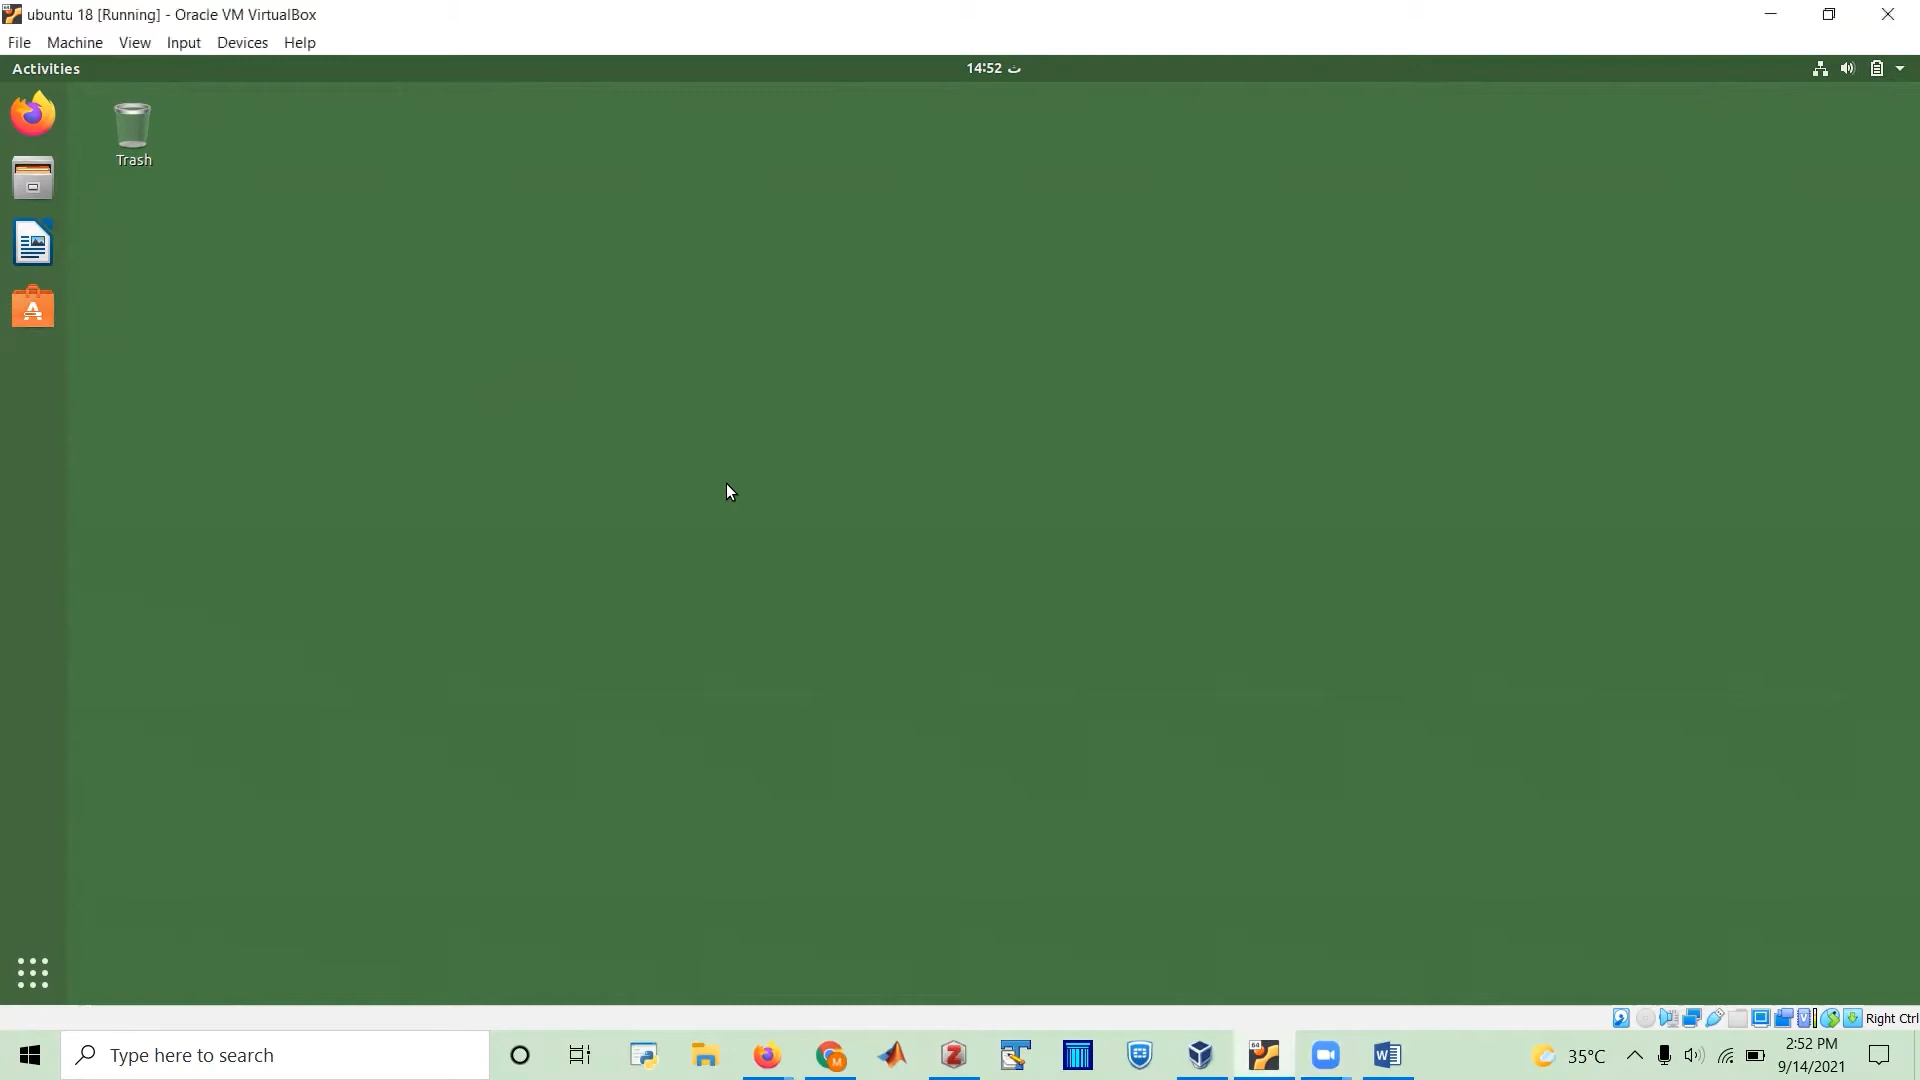 ubuntu 18 [Running] - Oracle VM VirtualBox
File Machine View Input Devices Help
Activities
14:52 ث
Trash
Right Ctrl
Type here to search
35°C
2:52 PM
9/14/2021